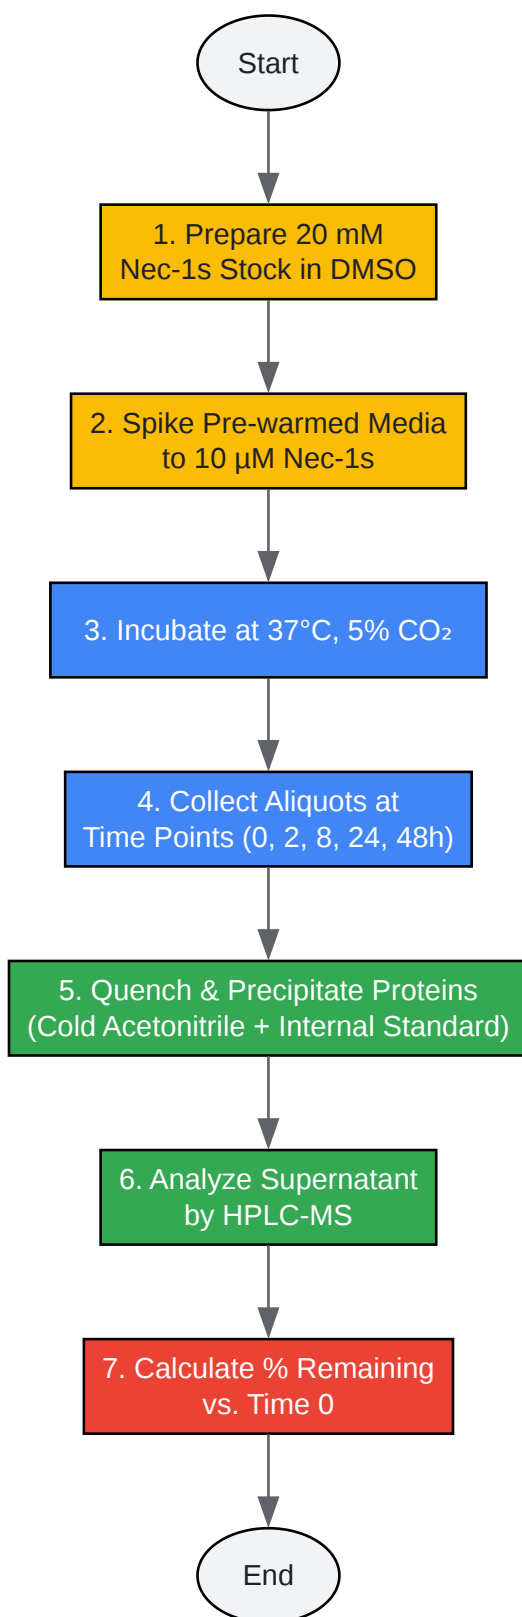 Start
1. Prepare 20 mM
Nec-1s Stock in DMSO
2. Spike Pre-warmed Media
to 10 µM Nec-1s
3. Incubate at 37°C, 5% CO₂
4. Collect Aliquots at
Time Points (0, 2, 8, 24, 48h)
5. Quench & Precipitate Proteins
(Cold Acetonitrile + Internal Standard)
6. Analyze Supernatant
by HPLC-MS
7. Calculate % Remaining
vs. Time 0
End